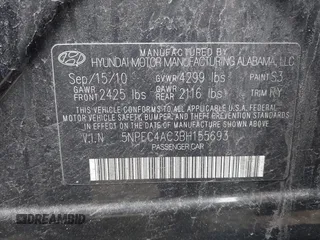 MANUFACTURED BY
HYUNDAI MOTOR MANUFACTURING ALABAMA, LLC
Sep/15/10 GVWR 4299 lbs PAINT S3
GAWR FRONT 2425 lbs GAWR REAR 2116 lbs TRIM RY
THIS VEHICLE CONFORMS TO ALL APPLICABLE U.S. FEDERAL
MOTOR VEHICLE SAFETY, BUMPER, AND THEFT PREVENTION
STANDARDS IN EFFECT ON THE DATE OF MANUFACTURE
SHOWN ABOVE.
V.I.N 5NPEC4AC3BH155693
PASSENGER CAR
DREAMBID